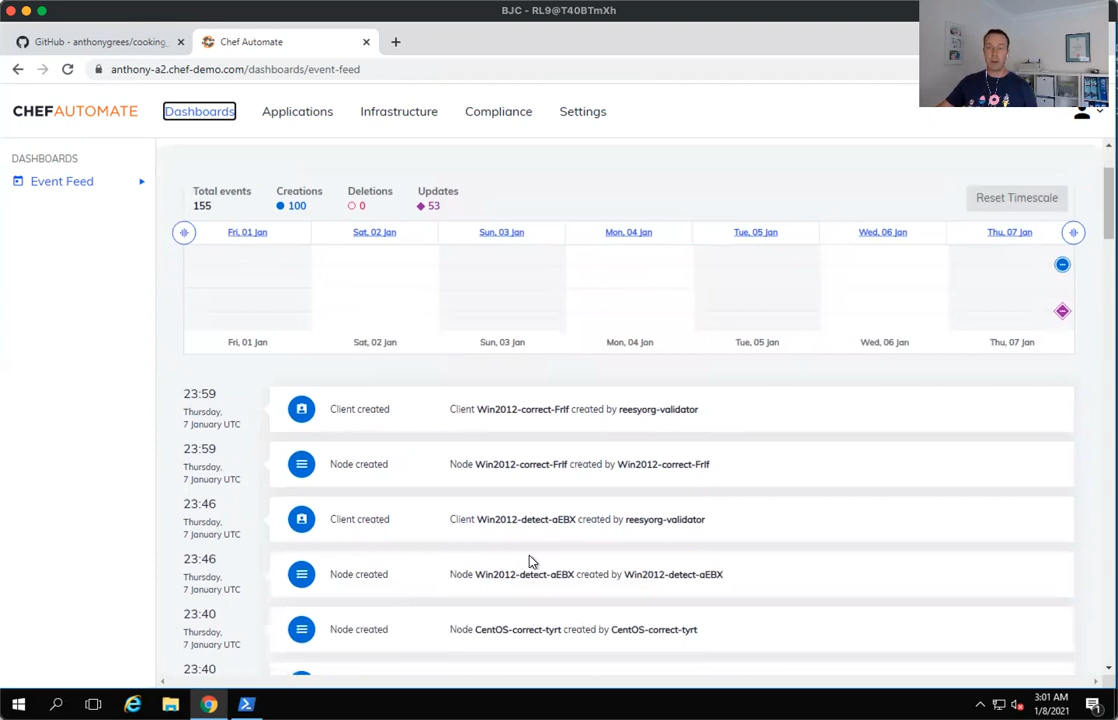 BJC - RL9@T40BTmXh
GitHub - anthonygrees/cooking_
Chef Automate
anthony-a2.chef-demo.com/dashboards/event-feed
CHEFAUTOMATE
Dashboards
Applications
Infrastructure
Compliance
Settings
DASHBOARDS
Event Feed
Total events
Creations
Deletions
Updates
155
100
0
53
Reset Timescale
Fri, 01 Jan
Sat, 02 Jan
Sun, 03 Jan
Mon, 04 Jan
Tue, 05 Jan
Wed, 06 Jan
Thu, 07 Jan
Fri, 01 Jan
Sat, 02 Jan
Sun, 03 Jan
Mon, 04 Jan
Tue, 05 Jan
Wed, 06 Jan
Thu, 07 Jan
23:59
Thursday,
7 January UTC
Client created
Client Win2012-correct-Frlf created by reesyorg-validator
23:59
Thursday,
7 January UTC
Node created
Node Win2012-correct-Frlf created by Win2012-correct-Frlf
23:46
Thursday,
7 January UTC
Client created
Client Win2012-detect-aEBX created by reesyorg-validator
23:46
Thursday,
7 January UTC
Node created
Node Win2012-detect-aEBX created by Win2012-detect-aEBX
23:40
Thursday,
7 January UTC
Node created
Node CentOS-correct-tyrt created by CentOS-correct-tyrt
23:40
3:01 AM
1/8/2021